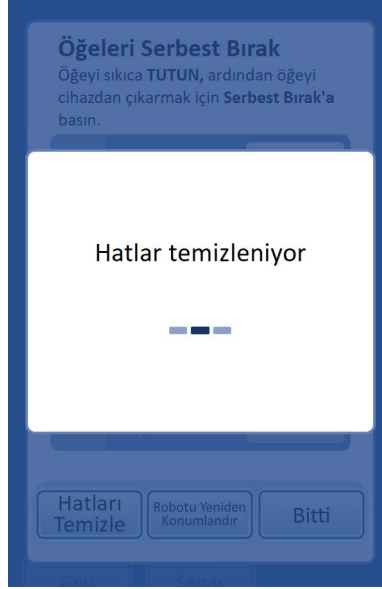 Öğeleri Serbest Bırak
Öğeyi sıkıca TUTUN, ardından öğeyi
cihazdan çıkarmak için Serbest Bırak'a
basın.
Hatlar temizleniyor
Hatları
Temizle
Robotu Yeniden
Konumlandır
Bitti
Geri
Servis